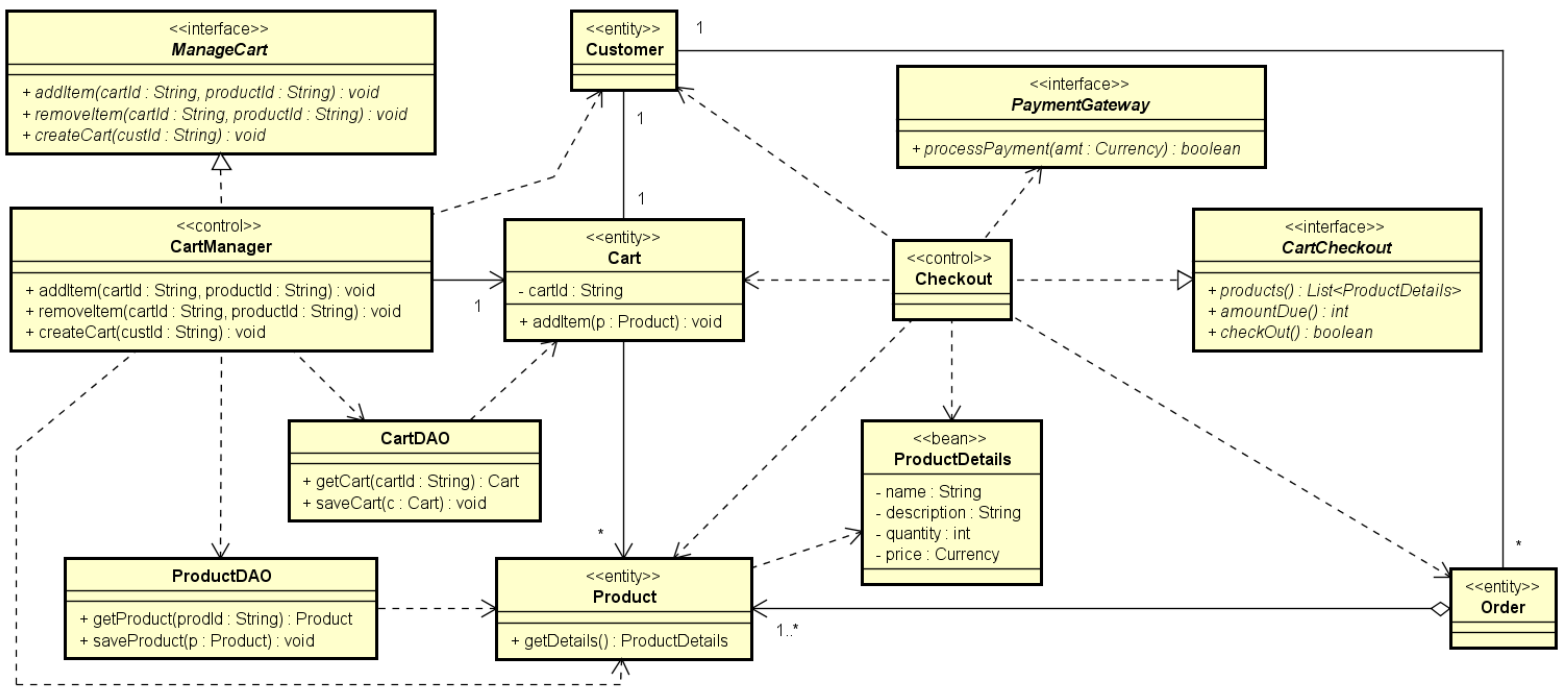 <<interface>>
ManageCart
+ addItem(cartId : String, productId : String) : void
+ removeItem(cartId : String, productId : String) : void
+ createCart(custId : String) : void
<<entity>>
Customer
1
1
1
<<interface>>
PaymentGateway
+ processPayment(amt : Currency) : boolean
<<control>>
CartManager
+ addItem(cartId : String, productId : String) : void
+ removeItem(cartId : String, productId : String) : void
+ createCart(custId : String) : void
1
<<entity>>
Cart
- cartId : String
+ addItem(p : Product) : void
<<control>>
Checkout
<<interface>>
CartCheckout
+ products() : List<ProductDetails>
+ amountDue() : int
+ checkOut() : boolean
CartDAO
+ getCart(cartId : String) : Cart
+ saveCart(c : Cart) : void
<<bean>>
ProductDetails
- name : String
- description : String
- quantity : int
- price : Currency
*
*
ProductDAO
+ getProduct(prodId : String) : Product
+ saveProduct(p : Product) : void
<<entity>>
Product
+ getDetails() : ProductDetails
1..*
<<entity>>
Order